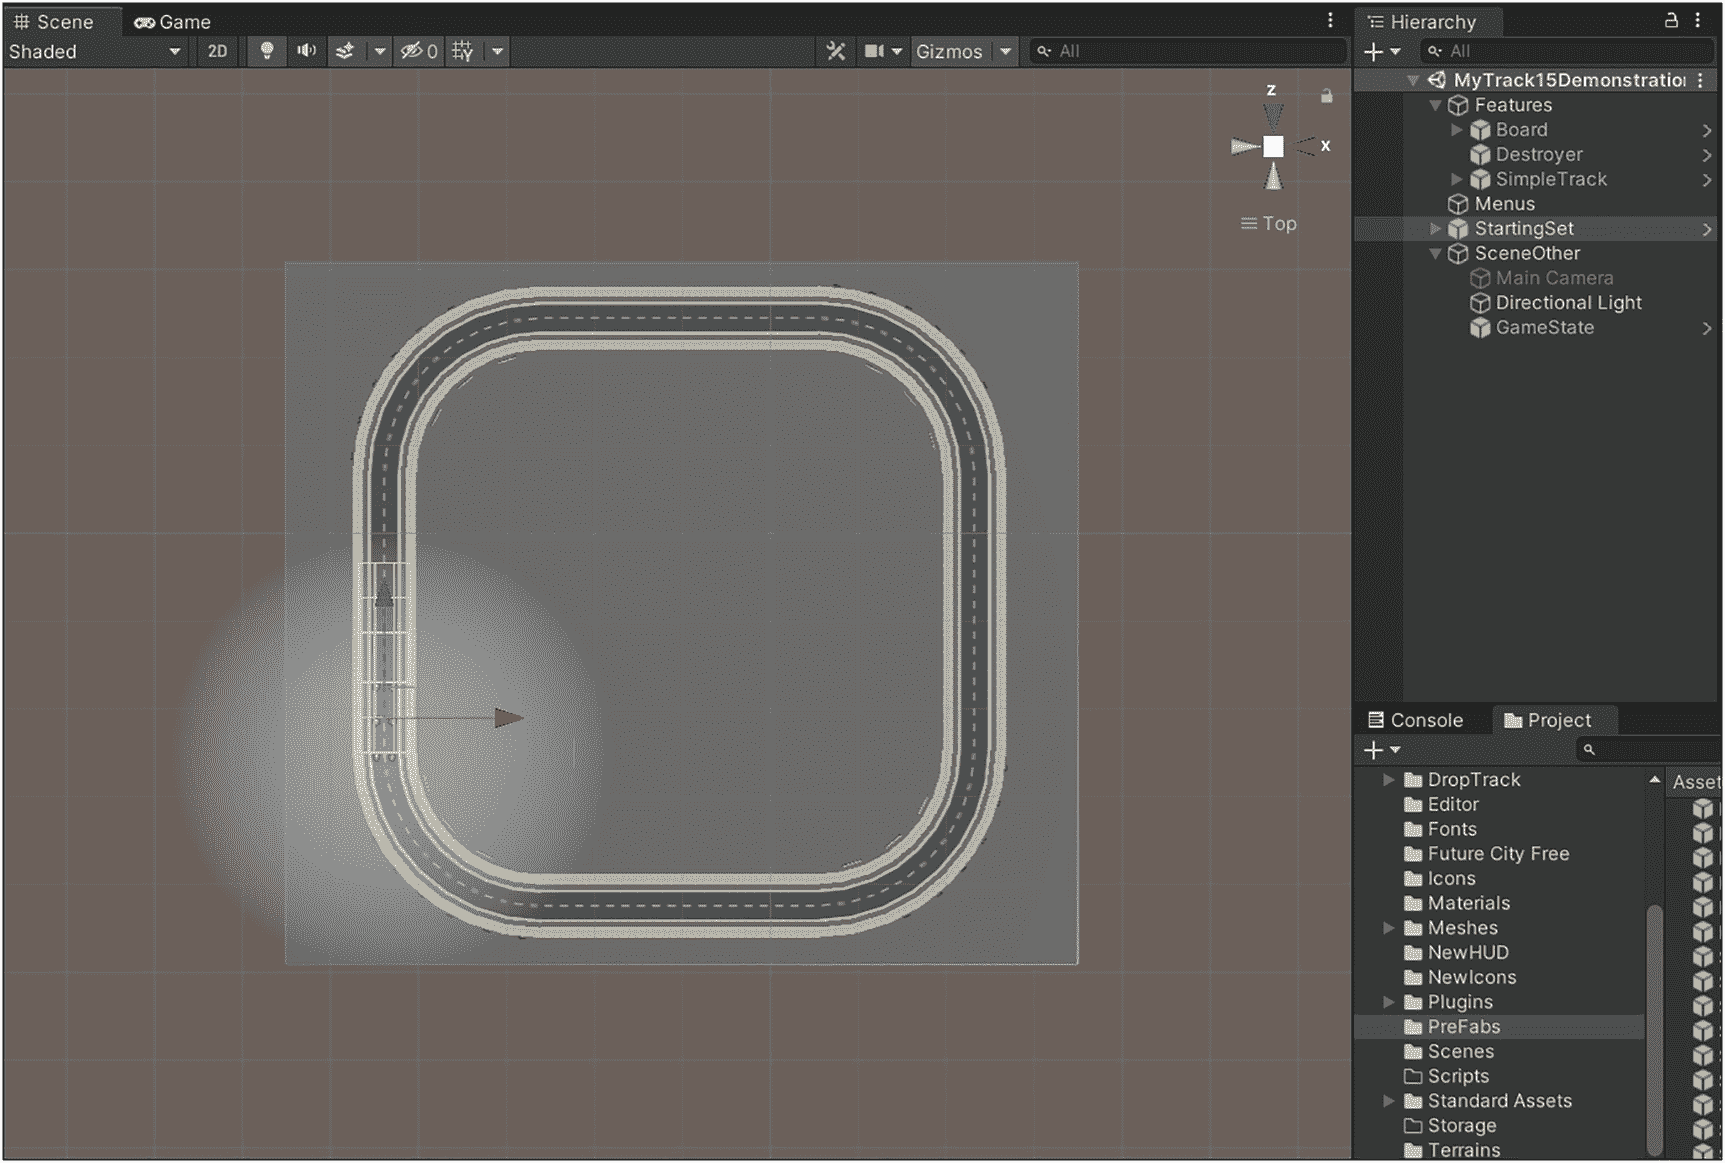 Scene
Game
Shaded
2D
0
Gizmos
All
Z
X
Top
Hierarchy
All
MyTrack15Demonstratio
Features
Board
Destroyer
SimpleTrack
Menus
StartingSet
SceneOther
Main Camera
Directional Light
GameState
Console
Project
DropTrack
Asset
Editor
Fonts
Future City Free
Icons
Materials
Meshes
NewHUD
NewIcons
Plugins
PreFabs
Scenes
Scripts
Standard Assets
Storage
Terrains